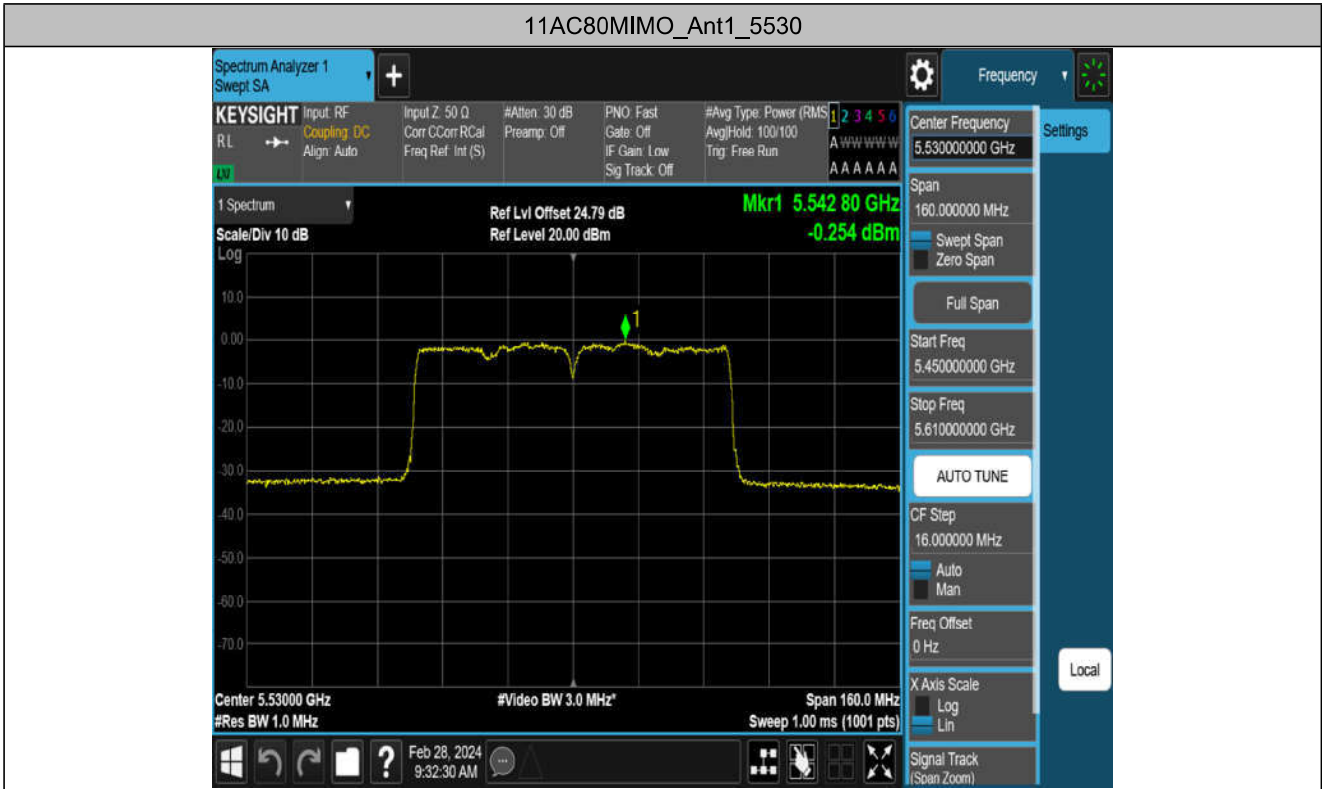 11AC80MIMO_Ant1_5530
Spectrum Analyzer 1
Swept SA
+
Frequency
KEYSIGHT
RL
LXI
Input: RF
Coupling: DC
Align: Auto
Input Z: 50 Ω
Corr CCorr RCal
Freq Ref: Int (S)
#Atten: 30 dB
Preamp: Off
PNO: Fast
Gate: Off
IF Gain: Low
Sig Track: Off
#Avg Type: Power (RMS
Avg|Hold: 100/100
Trig: Free Run
1 2 3 4 5 6
A W W W W W
A A A A A A
1 Spectrum
Scale/Div 10 dB
Log
Ref Lvl Offset 24.79 dB
Ref Level 20.00 dBm
Mkr1 5.542 80 GHz
-0.254 dBm
10.0
0.00
-10.0
-20.0
-30.0
-40.0
-50.0
-60.0
-70.0
1
Center 5.53000 GHz
#Res BW 1.0 MHz
#Video BW 3.0 MHz*
Span 160.0 MHz
Sweep 1.00 ms (1001 pts)
Center Frequency
5.530000000 GHz
Settings
Span
160.000000 MHz
Swept Span
Zero Span
Full Span
Start Freq
5.450000000 GHz
Stop Freq
5.610000000 GHz
AUTO TUNE
CF Step
16.000000 MHz
Auto
Man
Freq Offset
0 Hz
X Axis Scale
Log
Lin
Local
Signal Track
(Span Zoom)
?
Feb 28, 2024
9:32:30 AM